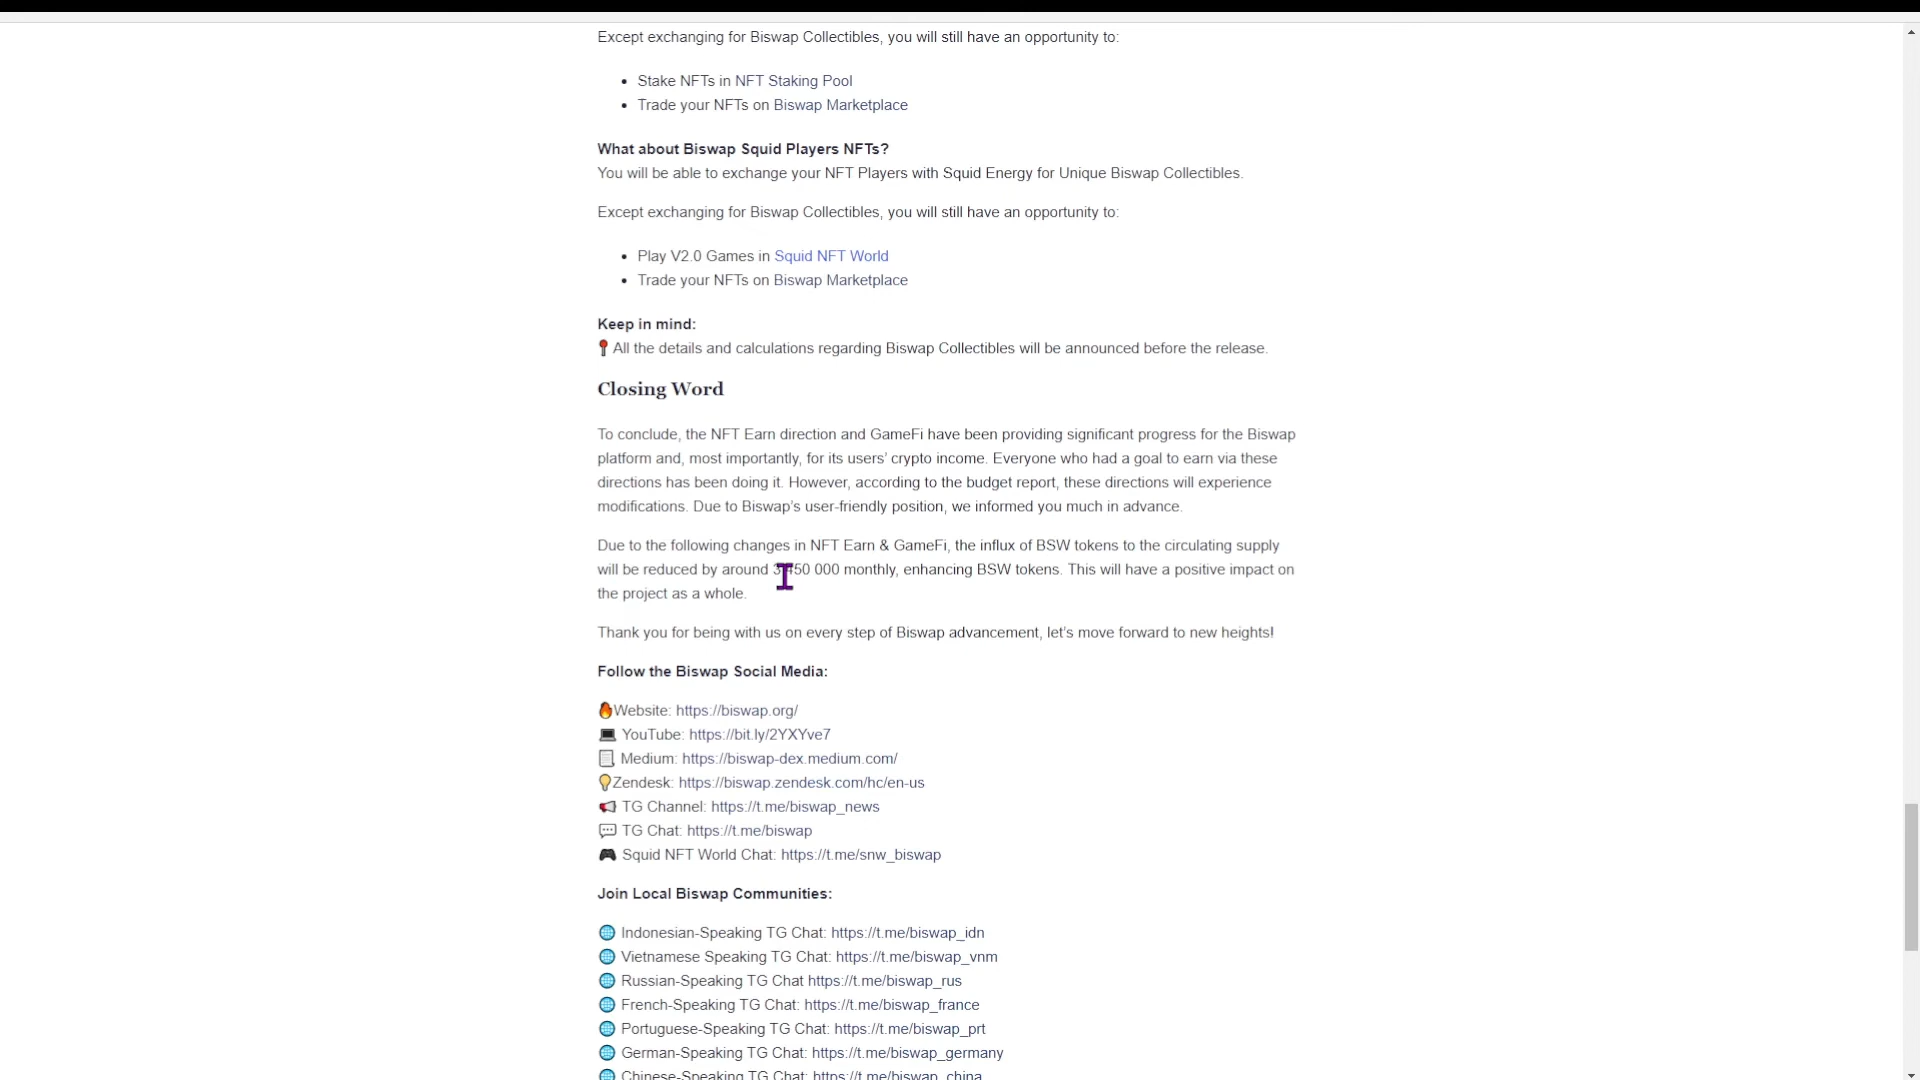 Except exchanging for Biswap Collectibles, you will still have an opportunity to:
• Stake NFTs in NFT Staking Pool
• Trade your NFTs on Biswap Marketplace
What about Biswap Squid Players NFTs?
You will be able to exchange your NFT Players with Squid Energy for Unique Biswap Collectibles.
Except exchanging for Biswap Collectibles, you will still have an opportunity to:
• Play V2.0 Games in Squid NFT World
• Trade your NFTs on Biswap Marketplace
Keep in mind:
📍All the details and calculations regarding Biswap Collectibles will be announced before the release.
Closing Word
To conclude, the NFT Earn direction and GameFi have been providing significant progress for the Biswap
platform and, most importantly, for its users’ crypto income. Everyone who had a goal to earn via these
directions has been doing it. However, according to the budget report, these directions will experience
modifications. Due to Biswap’s user-friendly position, we informed you much in advance.
Due to the following changes in NFT Earn & GameFi, the influx of BSW tokens to the circulating supply
will be reduced by around 3 450 000 monthly, enhancing BSW tokens. This will have a positive impact on
the project as a whole.
Thank you for being with us on every step of Biswap advancement, let’s move forward to new heights!
Follow the Biswap Social Media:
🔥Website: https://biswap.org/
💻 YouTube: https://bit.ly/2YXYve7
📃 Medium: https://biswap-dex.medium.com/
💡Zendesk: https://biswap.zendesk.com/hc/en-us
📢 TG Channel: https://t.me/biswap_news
💬 TG Chat: https://t.me/biswap
🎮 Squid NFT World Chat: https://t.me/snw_biswap
Join Local Biswap Communities:
🌐 Indonesian-Speaking TG Chat: https://t.me/biswap_idn
🌐 Vietnamese Speaking TG Chat: https://t.me/biswap_vnm
🌐 Russian-Speaking TG Chat https://t.me/biswap_rus
🌐 French-Speaking TG Chat: https://t.me/biswap_france
🌐 Portuguese-Speaking TG Chat: https://t.me/biswap_prt
🌐 German-Speaking TG Chat: https://t.me/biswap_germany
🌐 Chinese-Speaking TG Chat: https://t.me/biswap_china